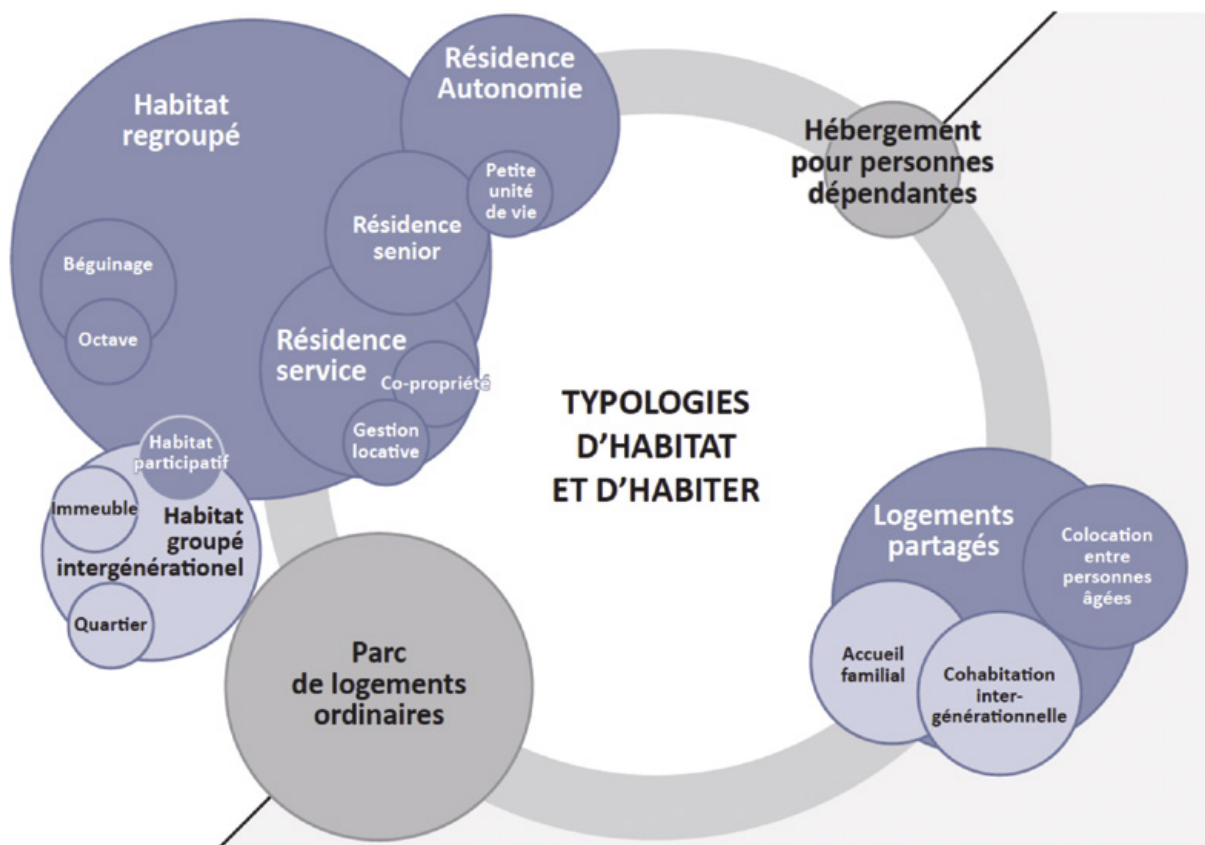 Habitat
regroupé
Résidence
Autonomie
Petite
unité
de vie
Résidence
senior
Béguinage
Octave
Résidence
service
Co-propriété
Gestion
locative
Habitat
participatif
Immeuble
Habitat
groupé
intergénérationel
Quartier
Parc
de logements
ordinaires
TYPOLOGIES
D'HABITAT
ET D'HABITER
Hébergement
pour personnes
dépendantes
Logements
partagés
Colocation
entre
personnes
âgées
Accueil
familial
Cohabitation
inter-
générationnelle